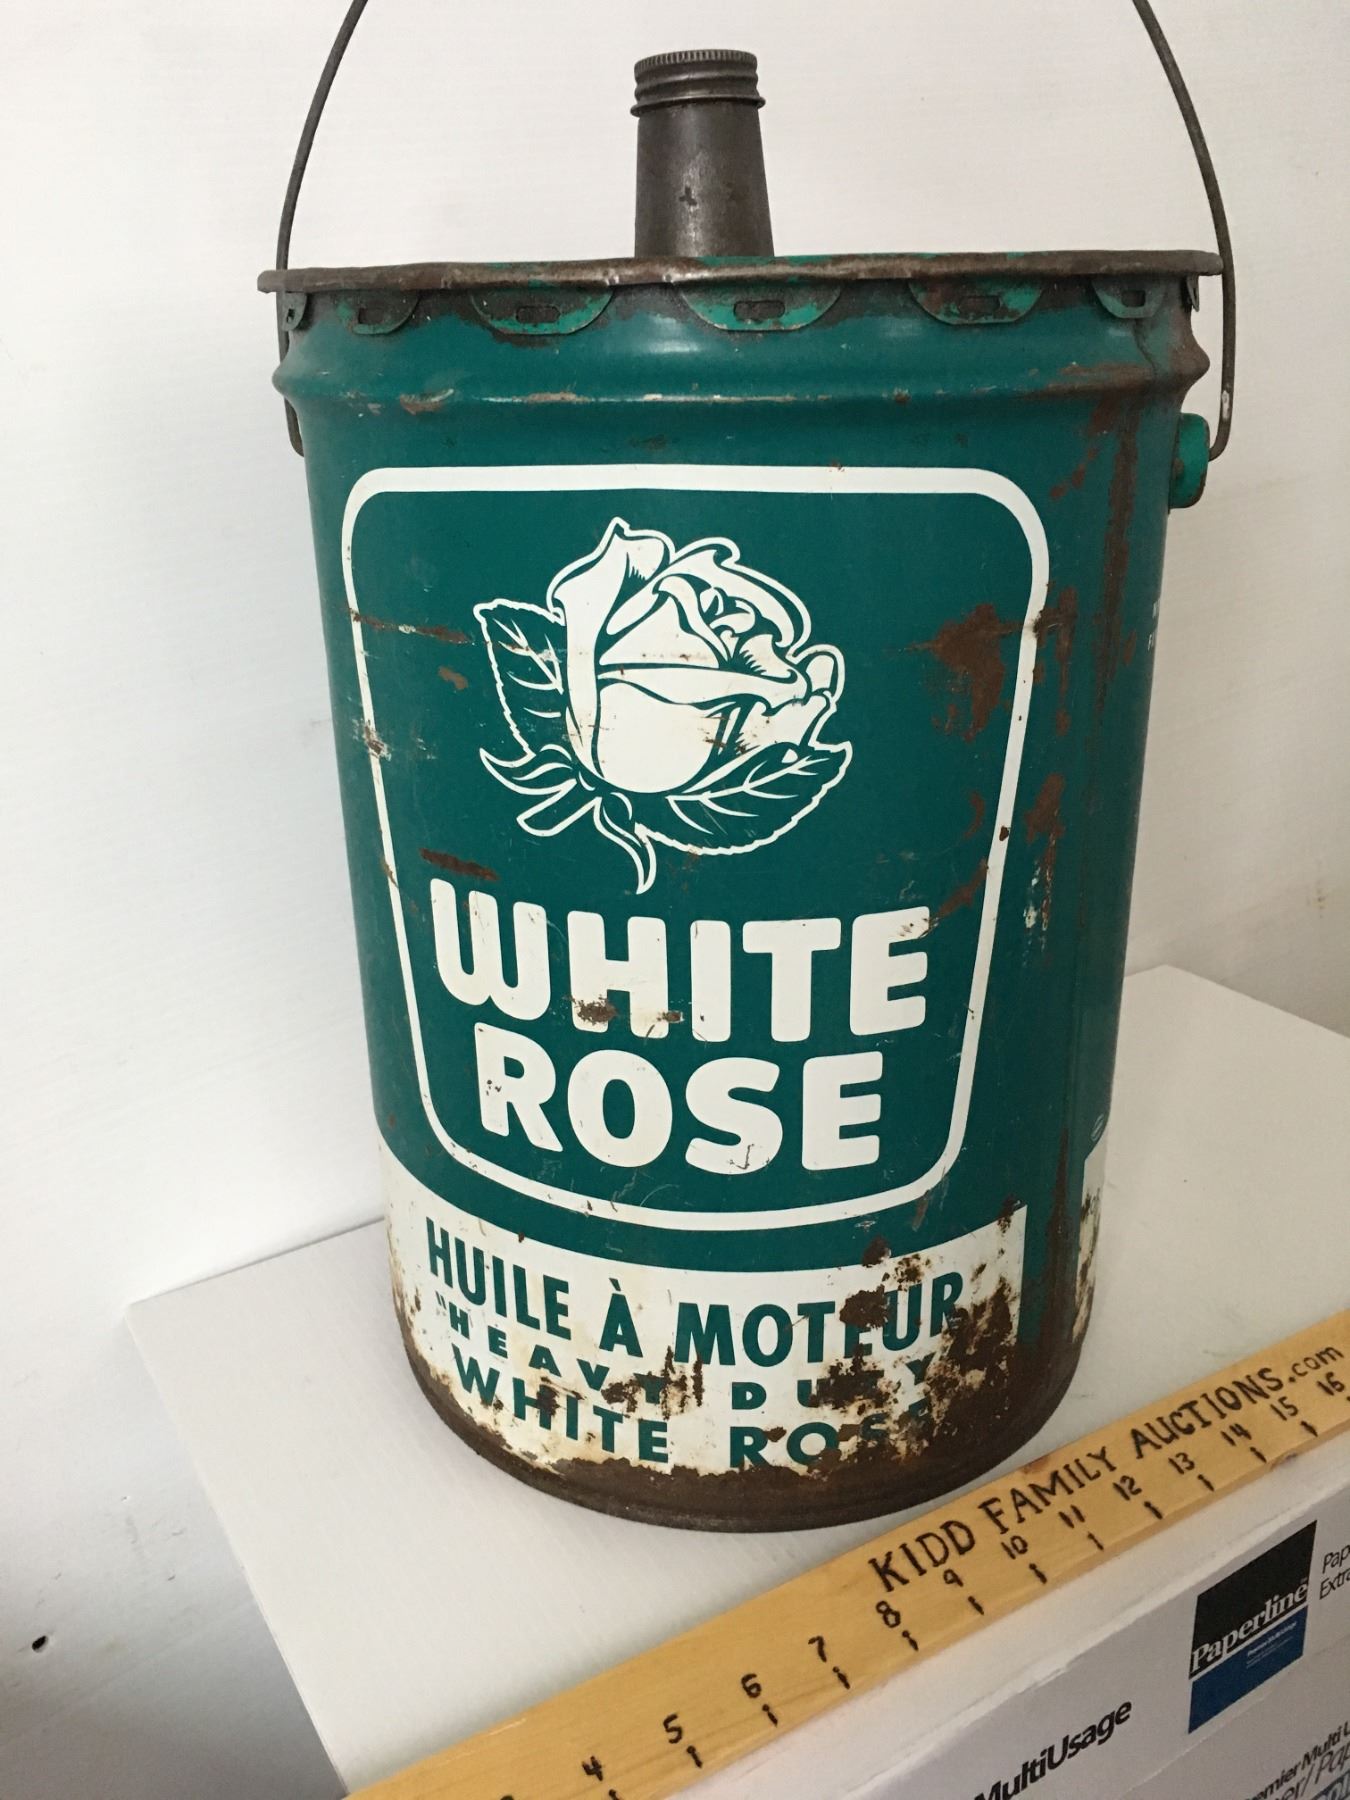 WHITE
ROSE
HUILE À MOTEUR
"HEAVY DUTY
WHITE ROSE
KIDD FAMILY AUCTIONS.com
4 5 6 7 8 9 10 11 12 13 14 15 16
Paperline
MultiUsage